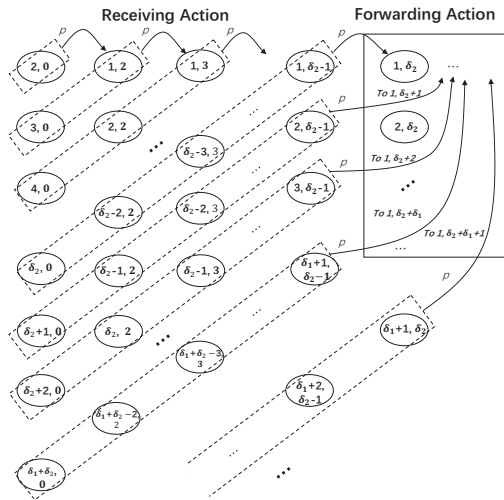 Receiving Action
Forwarding Action
p
p
p
p
2, 0
1, 2
1, 3
1, δ₂-1
1, δ₂
...
p
To 1, δ₂+1
3, 0
2, 2
...
2, δ₂-1
2, δ₂
...
δ₂-3, 3
p
To 1, δ₂+2
4, 0
3, δ₂-1
...
δ₂-2, 2
δ₂-2, 3
...
To 1, δ₂+δ₁
To 1, δ₂+δ₁+1
p
...
δ₂, 0
δ₂-1, 2
δ₂-1, 3
δ₁+1,
δ₂-1
p
...
δ₂+1, 0
δ₂, 2
...
δ₁+1, δ₂
δ₁+δ₂-3,
3
δ₂+2, 0
δ₁+2,
δ₂-1
δ₁+δ₂-2,
2
...
...
δ₁+δ₂,
0